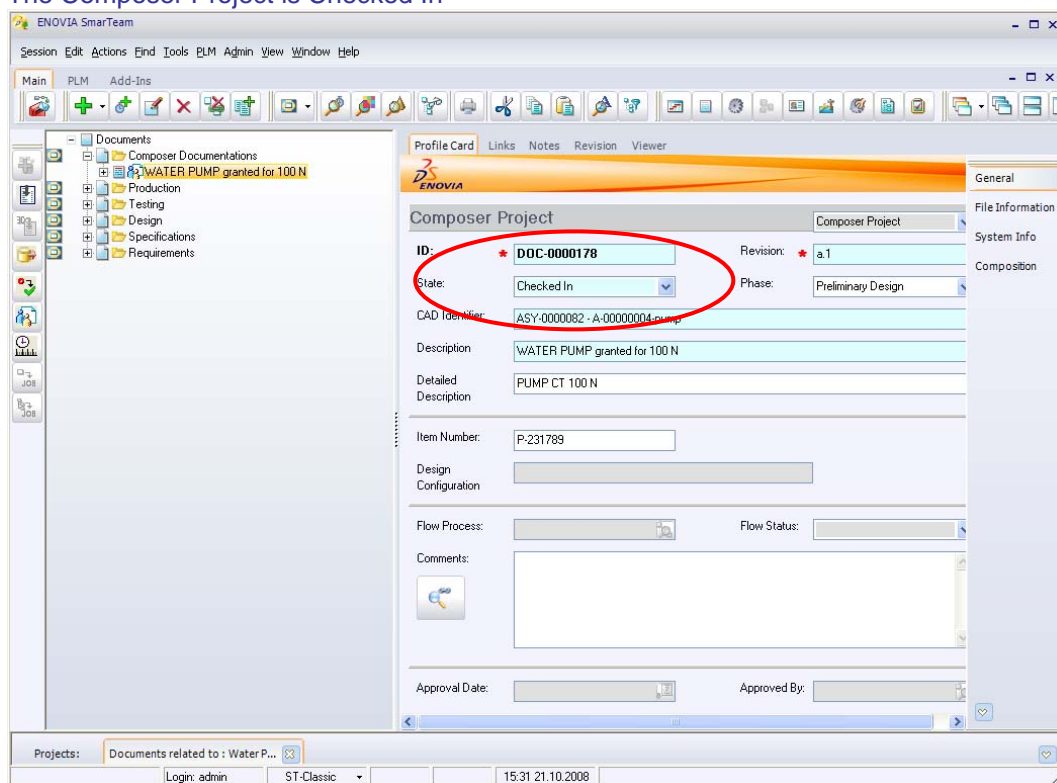 The Composer Project is Checked In
ENOVIA SmarTeam
Session Edit Actions Find Tools PLM Admin View Window Help
Main PLM Add-Ins
Documents
Composer Documentations
WATER PUMP granted for 100 N
Production
Testing
Design
Specifications
Requirements
JOB
JOB
Profile Card Links Notes Revision Viewer
ENOVIA
Composer Project
Composer Project
ID: * DOC-0000178 Revision: * a.1
State: Checked In Phase: Preliminary Design
CAD Identifier: ASY-0000082 - A-00000004-pump
Description WATER PUMP granted for 100 N
Detailed Description PUMP CT 100 N
Item Number: P-231789
Design Configuration
Flow Process: Flow Status:
Comments:
Approval Date: Approved By:
General
File Information
System Info
Composition
Projects: Documents related to : Water P...
Login: admin ST-Classic 15:31 21.10.2008